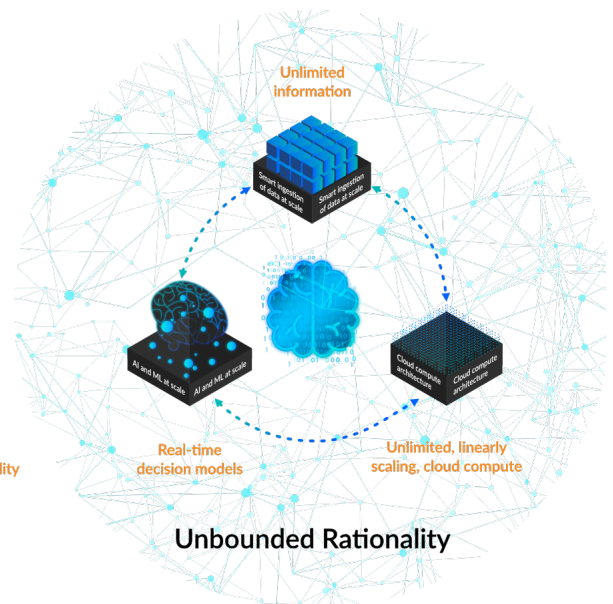 Unlimited
information
Smart ingestion
of data at scale
Smart ingestion
of data at scale
AI and ML at scale
AI and ML at scale
Cloud compute
architecture
Cloud compute
architecture
Real-time
decision models
Unlimited, linearly
scaling, cloud compute
Unbounded Rationality